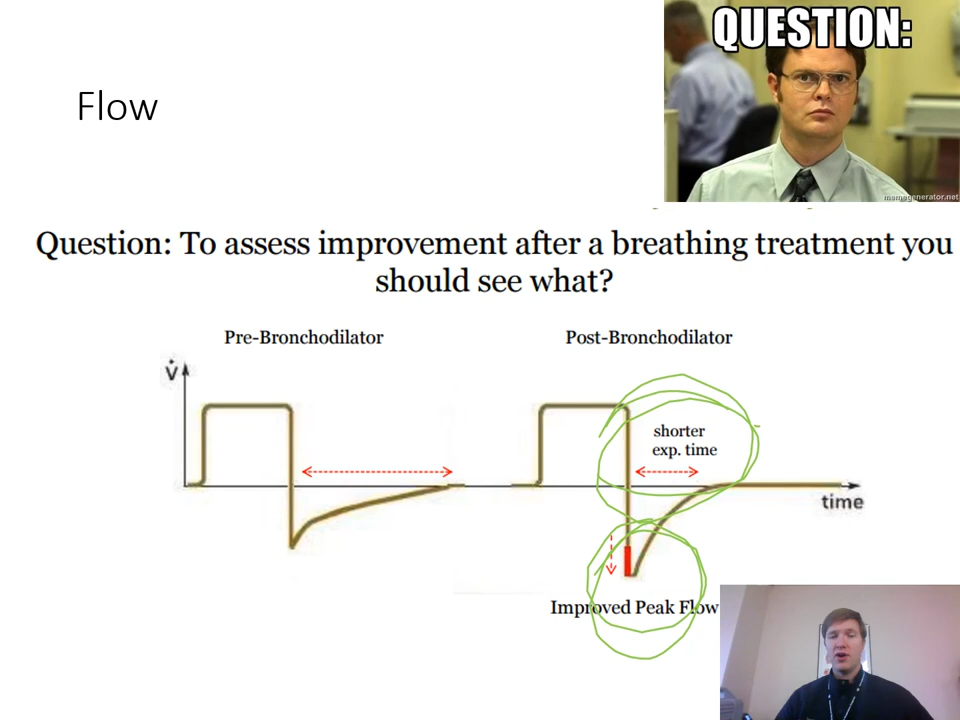 QUESTION:
memegenerator.net
Flow
Question: To assess improvement after a breathing treatment you
should see what?
Pre-Bronchodilator
Post-Bronchodilator
V̇
shorter
exp. time
time
Improved Peak Flow